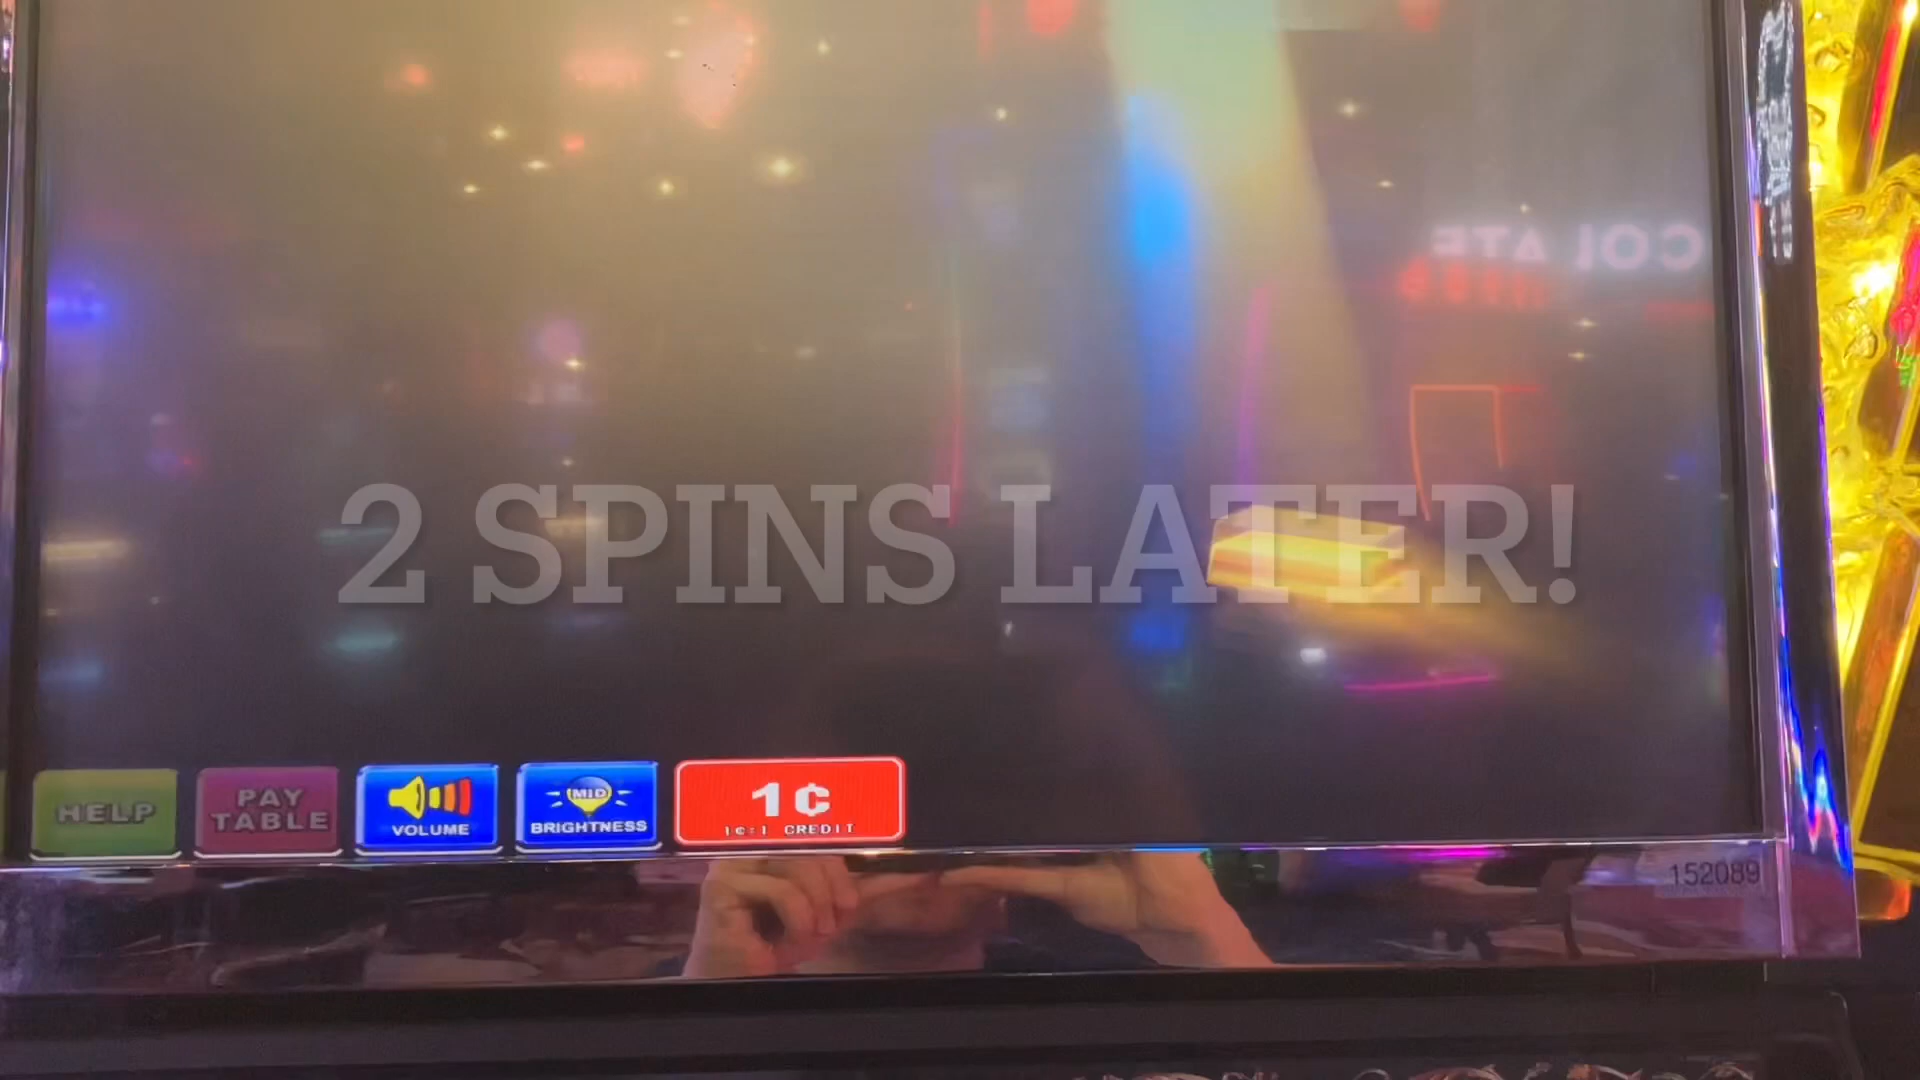 2 SPINS LATER!
HELP
PAY
TABLE
VOLUME
MID
BRIGHTNESS
1¢
1¢=1 CREDIT
152089